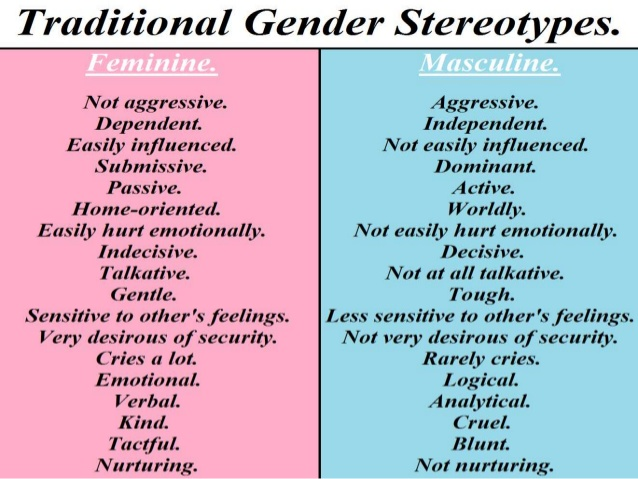 Traditional Gender Stereotypes.
Feminine.
Not aggressive.
Dependent.
Easily influenced.
Submissive.
Passive.
Home-oriented.
Easily hurt emotionally.
Indecisive.
Talkative.
Gentle.
Sensitive to other's feelings.
Very desirous of security.
Cries a lot.
Emotional.
Verbal.
Kind.
Tactful.
Nurturing.
Masculine.
Aggressive.
Independent.
Not easily influenced.
Dominant.
Active.
Worldly.
Not easily hurt emotionally.
Decisive.
Not at all talkative.
Tough.
Less sensitive to other's feelings.
Not very desirous of security.
Rarely cries.
Logical.
Analytical.
Cruel.
Blunt.
Not nurturing.